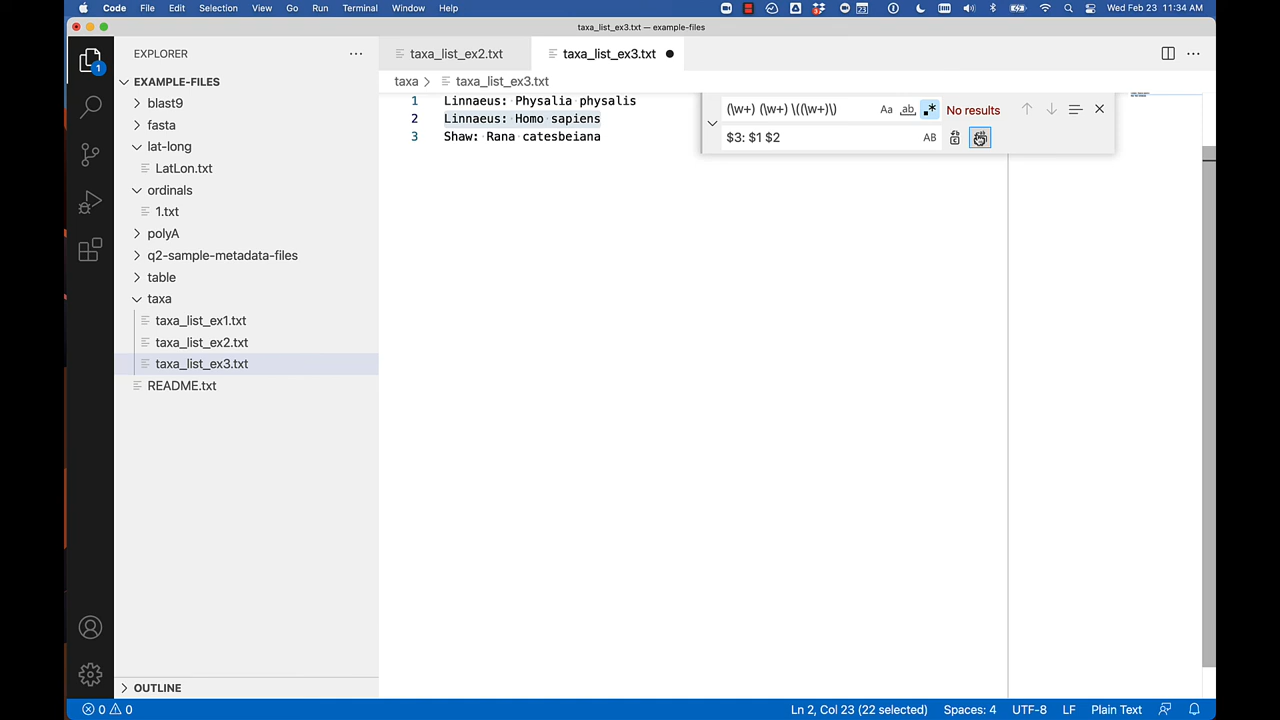 Code File Edit Selection View Go Run Terminal Window Help Wed Feb 23 11:34 AM
taxa_list_ex3.txt — example-files
EXPLORER
taxa_list_ex2.txt
taxa_list_ex3.txt
EXAMPLE-FILES
blast9
fasta
lat-long
LatLon.txt
ordinals
1.txt
polyA
q2-sample-metadata-files
table
taxa
taxa_list_ex1.txt
taxa_list_ex2.txt
taxa_list_ex3.txt
README.txt
OUTLINE
taxa > taxa_list_ex3.txt
1 Linnaeus: Physalia physalis
2 Linnaeus: Homo sapiens
3 Shaw: Rana catesbeiana
(\w+) (\w+) \((\w+)\) Aa ab No results
$3: $1 $2 AB
0 0 Ln 2, Col 23 (22 selected) Spaces: 4 UTF-8 LF Plain Text